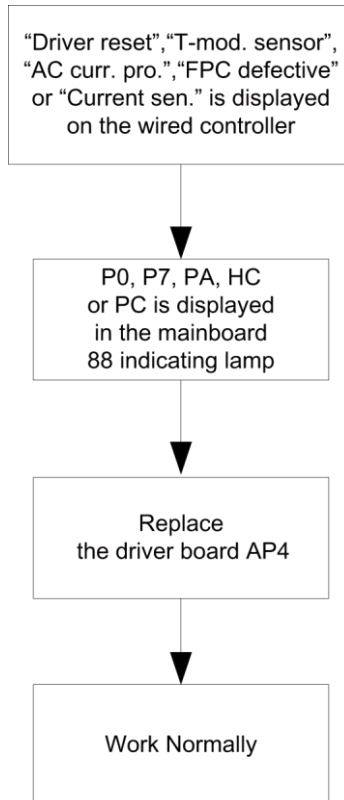 “Driver reset”,“T-mod. sensor”,
“AC curr. pro.”,“FPC defective”
or “Current sen.” is displayed
on the wired controller
P0, P7, PA, HC
or PC is displayed
in the mainboard
88 indicating lamp
Replace
the driver board AP4
Work Normally